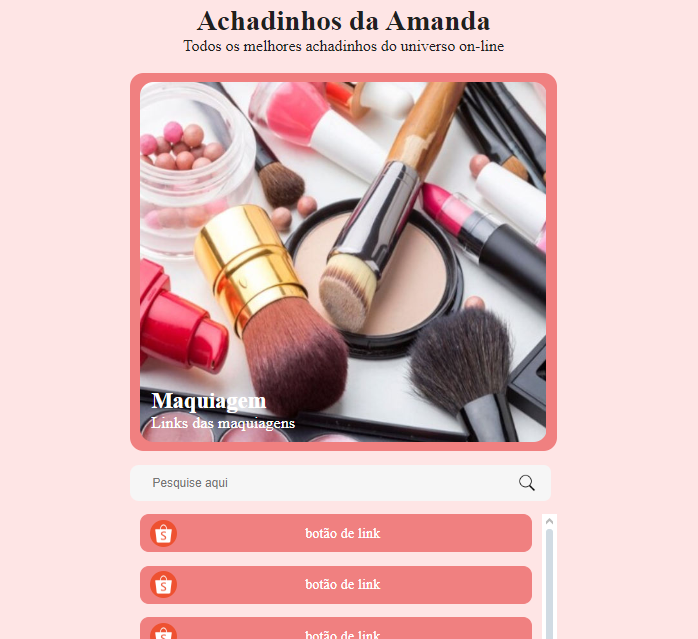 Achadinhos da Amanda
Todos os melhores achadinhos do universo on-line
Maquiagem
Links das maquiagens
Pesquise aqui
botão de link
botão de link
botão de link